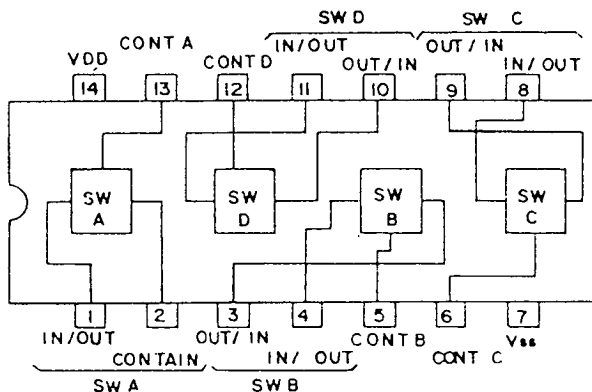 SW D SW C
CONT A IN/OUT OUT/IN
VDD CONT D OUT/IN IN/OUT
14 13 12 11 10 9 8
SW A
SW D
SW B
SW C
1 2 3 4 5 6 7
IN/OUT OUT/IN CONT B Vss
CONTAIN IN/ OUT CONT C
SW A SW B